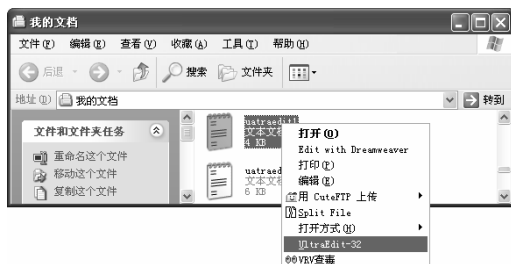 我的文档
文件(F) 编辑(E) 查看(V) 收藏(A) 工具(T) 帮助(H)
后退 搜索 文件夹
地址(D) 我的文档 转到
文件和文件夹任务
重命名这个文件
移动这个文件
复制这个文件
uatraedit1
文本文档
4 KB
uatraed
文本文
6 KB
打开(O)
Edit with Dreamweaver
打印(P)
编辑(E)
用 CuteFTP 上传
Split File
打开方式(H)
UltraEdit-32
VRV查毒